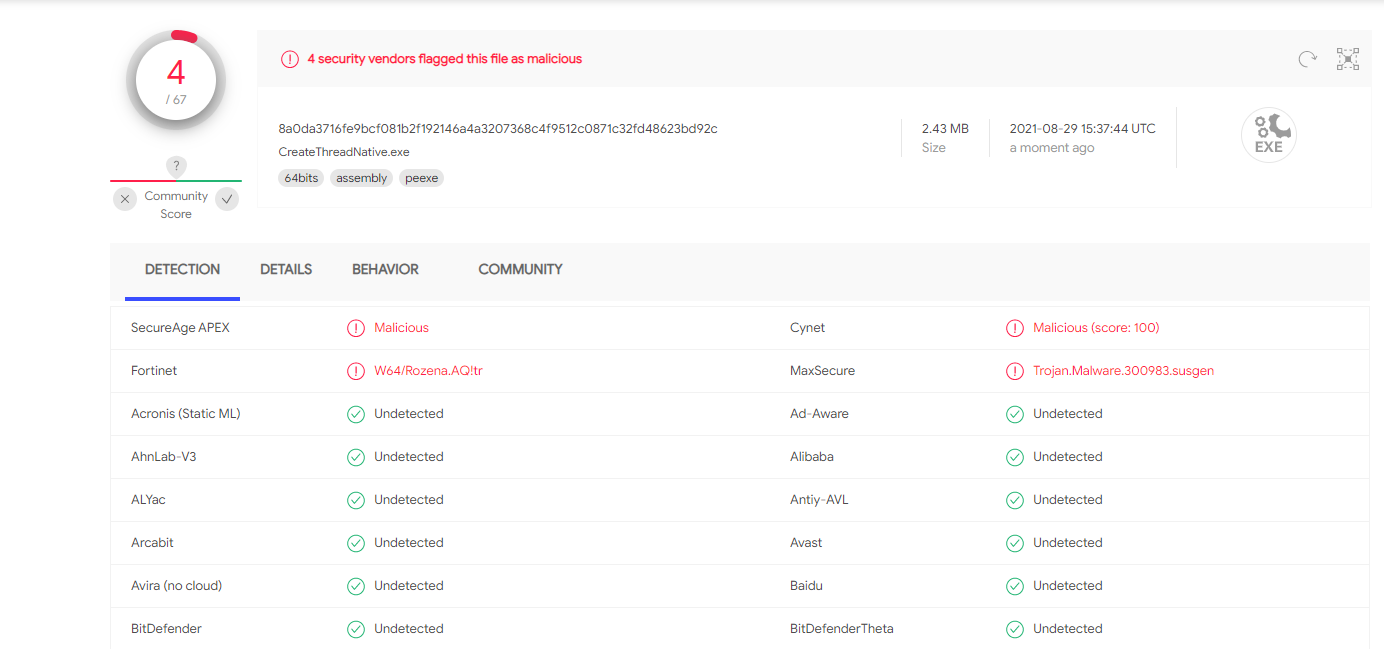 4
/ 67
?
Community
Score
4 security vendors flagged this file as malicious
8a0da3716fe9bcf081b2f192146a4a3207368c4f9512c0871c32fd48623bd92c
CreateThreadNative.exe
64bits assembly peexe
2.43 MB
Size
2021-08-29 15:37:44 UTC
a moment ago
EXE
DETECTION DETAILS BEHAVIOR COMMUNITY
SecureAge APEX Malicious Cynet Malicious (score: 100)
Fortinet W64/Rozena.AQ!tr MaxSecure Trojan.Malware.300983.susgen
Acronis (Static ML) Undetected Ad-Aware Undetected
AhnLab-V3 Undetected Alibaba Undetected
ALYac Undetected Antiy-AVL Undetected
Arcabit Undetected Avast Undetected
Avira (no cloud) Undetected Baidu Undetected
BitDefender Undetected BitDefenderTheta Undetected